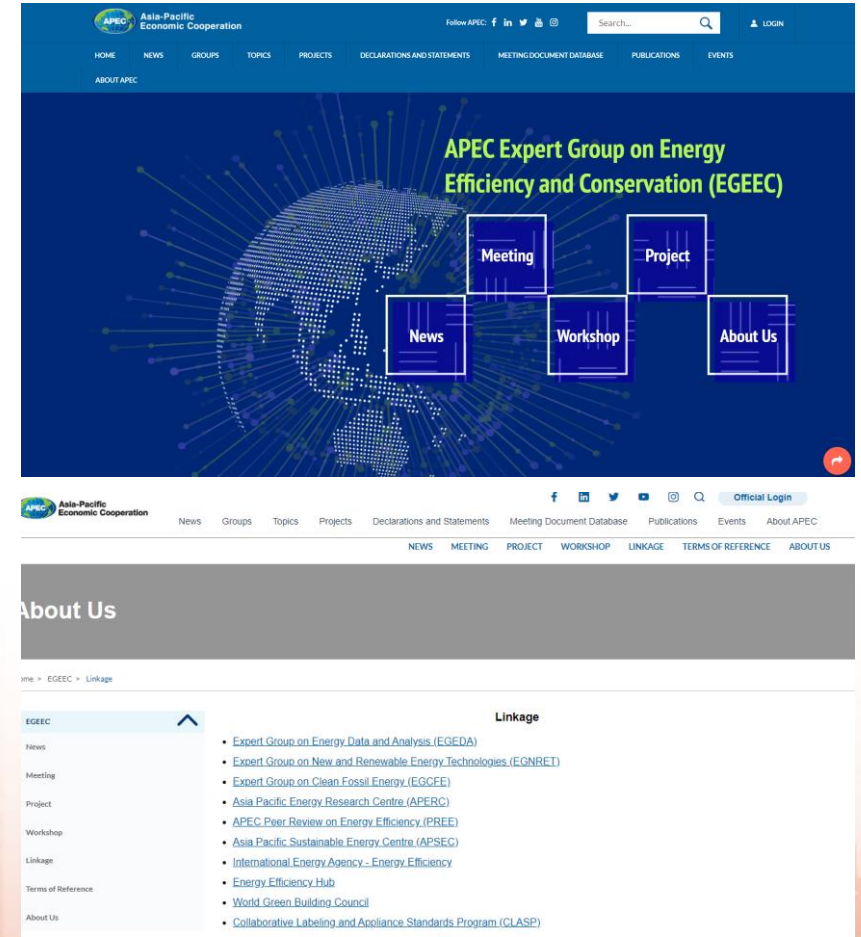 APEC
Asia-Pacific
Economic Cooperation
Follow APEC:
Search...
LOGIN
HOME NEWS GROUPS TOPICS PROJECTS DECLARATIONS AND STATEMENTS MEETING DOCUMENT DATABASE PUBLICATIONS EVENTS
ABOUT APEC
APEC Expert Group on Energy
Efficiency and Conservation (EGEEC)
Meeting
Project
News
Workshop
About Us
APEC
Asia-Pacific
Economic Cooperation
Official Login
News Groups Topics Projects Declarations and Statements Meeting Document Database Publications Events About APEC
NEWS MEETING PROJECT WORKSHOP LINKAGE TERMS OF REFERENCE ABOUT US
About Us
ome > EGEEC > Linkage
EGEEC
News
Meeting
Project
Workshop
Linkage
Terms of Reference
About Us
Linkage
• Expert Group on Energy Data and Analysis (EGEDA)
• Expert Group on New and Renewable Energy Technologies (EGNRET)
• Expert Group on Clean Fossil Energy (EGCFE)
• Asia Pacific Energy Research Centre (APERC)
• APEC Peer Review on Energy Efficiency (PREE)
• Asia Pacific Sustainable Energy Centre (APSEC)
• International Energy Agency - Energy Efficiency
• Energy Efficiency Hub
• World Green Building Council
• Collaborative Labeling and Appliance Standards Program (CLASP)